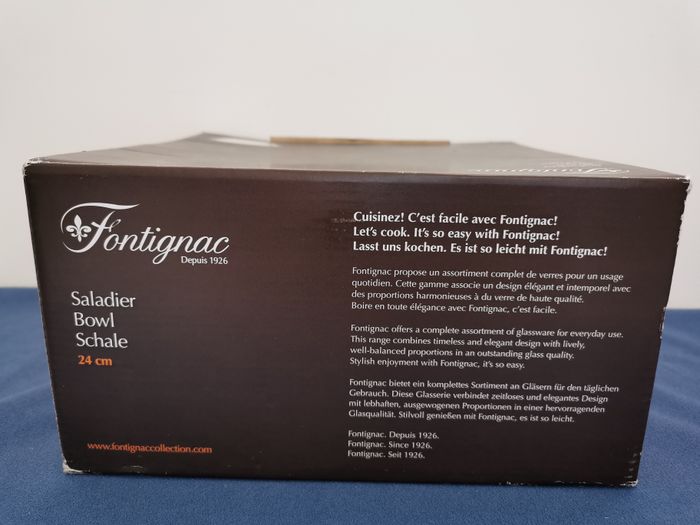 Fontignac
Fontignac
Depuis 1926
Saladier
Bowl
Schale
24 cm
www.fontignaccollection.com
Cuisinez! C'est facile avec Fontignac!
Let's cook. It's so easy with Fontignac!
Lasst uns kochen. Es ist so leicht mit Fontignac!
Fontignac propose un assortiment complet de verres pour un usage
quotidien. Cette gamme associe un design élégant et intemporel avec
des proportions harmonieuses à du verre de haute qualité.
Boire en toute élégance avec Fontignac, c'est facile.
Fontignac offers a complete assortment of glassware for everyday use.
This range combines timeless and elegant design with lively,
well-balanced proportions in an outstanding glass quality.
Stylish enjoyment with Fontignac, it's so easy.
Fontignac bietet ein komplettes Sortiment an Gläsern für den täglichen
Gebrauch. Diese Glasserie verbindet zeitloses und elegantes Design
mit lebhaften, ausgewogenen Proportionen in einer hervorragenden
Glasqualität. Stilvoll genießen mit Fontignac, es ist so leicht.
Fontignac. Depuis 1926.
Fontignac. Since 1926.
Fontignac. Seit 1926.